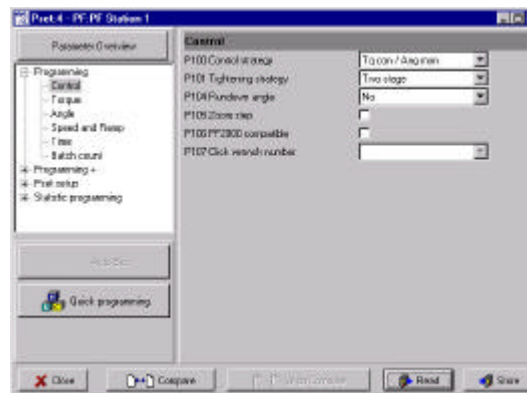 Pset:4 - PF:PF Station 1
Parameter Overview
Control
Programming
Control
Torque
Angle
Speed and Ramp
Time
Batch count
Programming +
Pset setup
Statistic programming
P100 Control strategy
Tq con / Ang mon
P101 Tightening strategy
Two stage
P104 Rundown angle
No
P105 Zoom step
P106 PF2000 compatible
P107 Click wrench number
Quick programming
Close
Compare
Read
Store